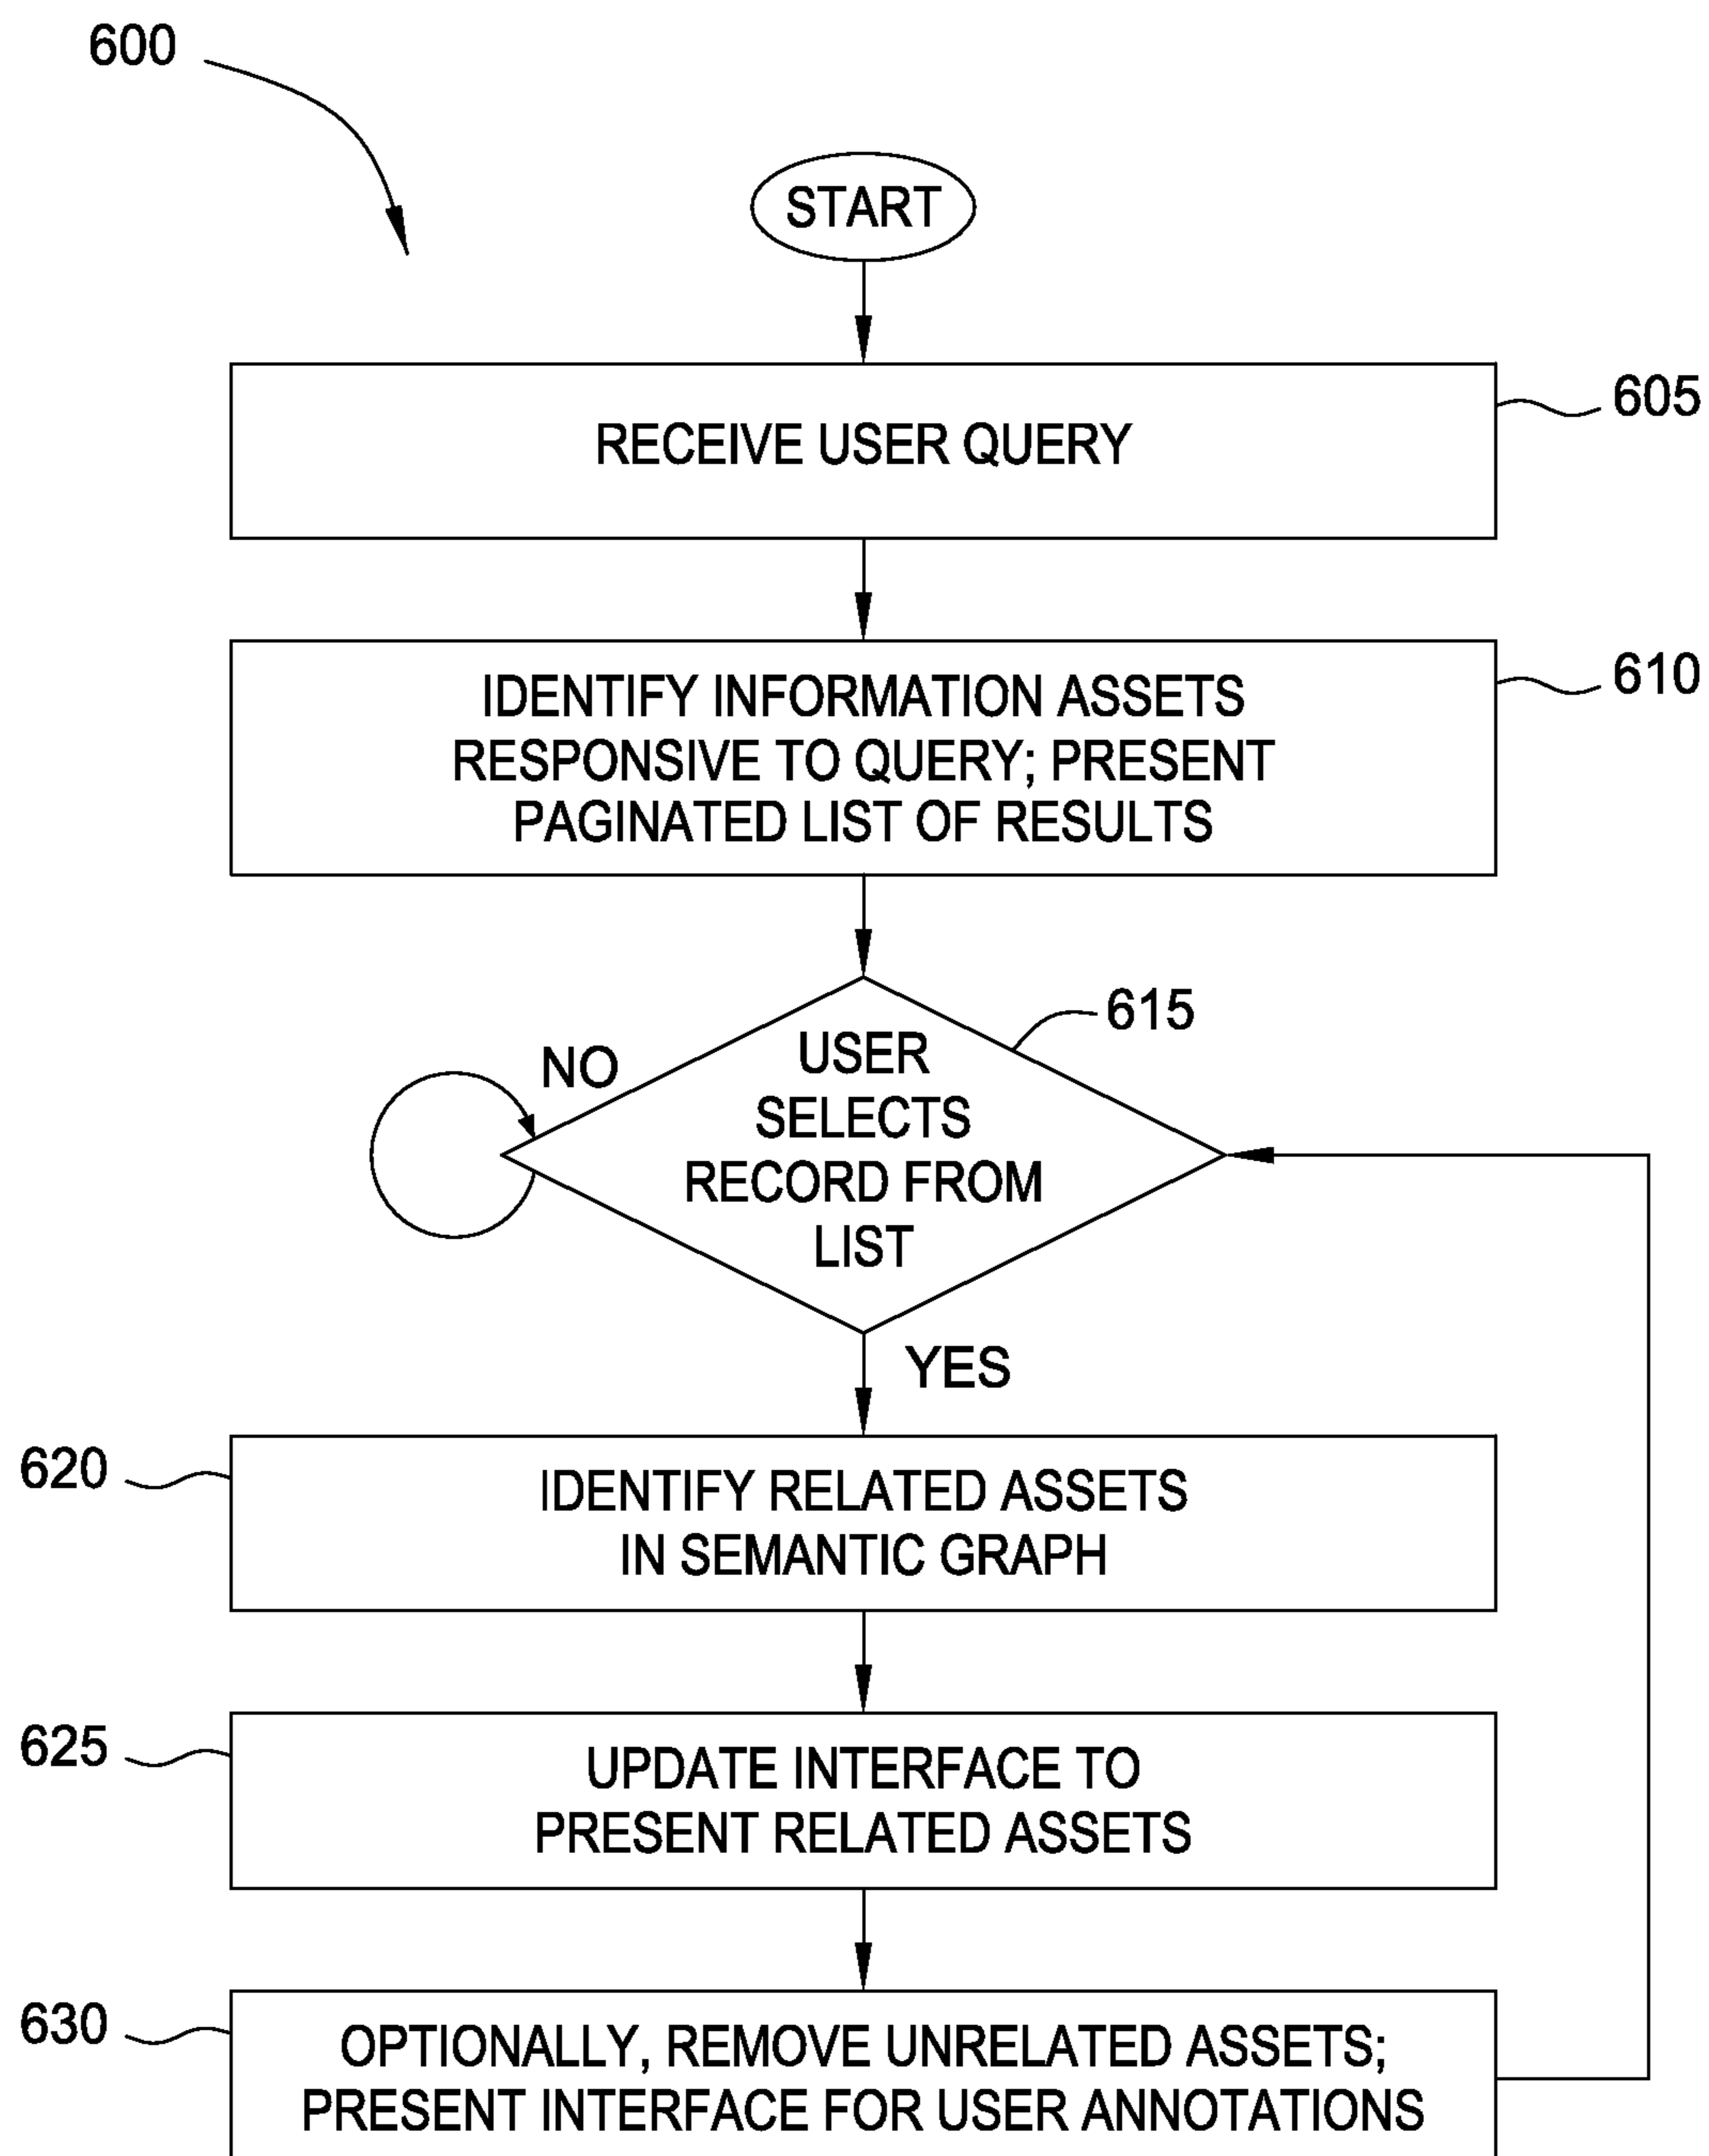 600
START
RECEIVE USER QUERY
605
IDENTIFY INFORMATION ASSETS
RESPONSIVE TO QUERY; PRESENT
PAGINATED LIST OF RESULTS
610
USER
SELECTS
RECORD FROM
LIST
615
NO
YES
620
IDENTIFY RELATED ASSETS
IN SEMANTIC GRAPH
625
UPDATE INTERFACE TO
PRESENT RELATED ASSETS
630
OPTIONALLY, REMOVE UNRELATED ASSETS;
PRESENT INTERFACE FOR USER ANNOTATIONS